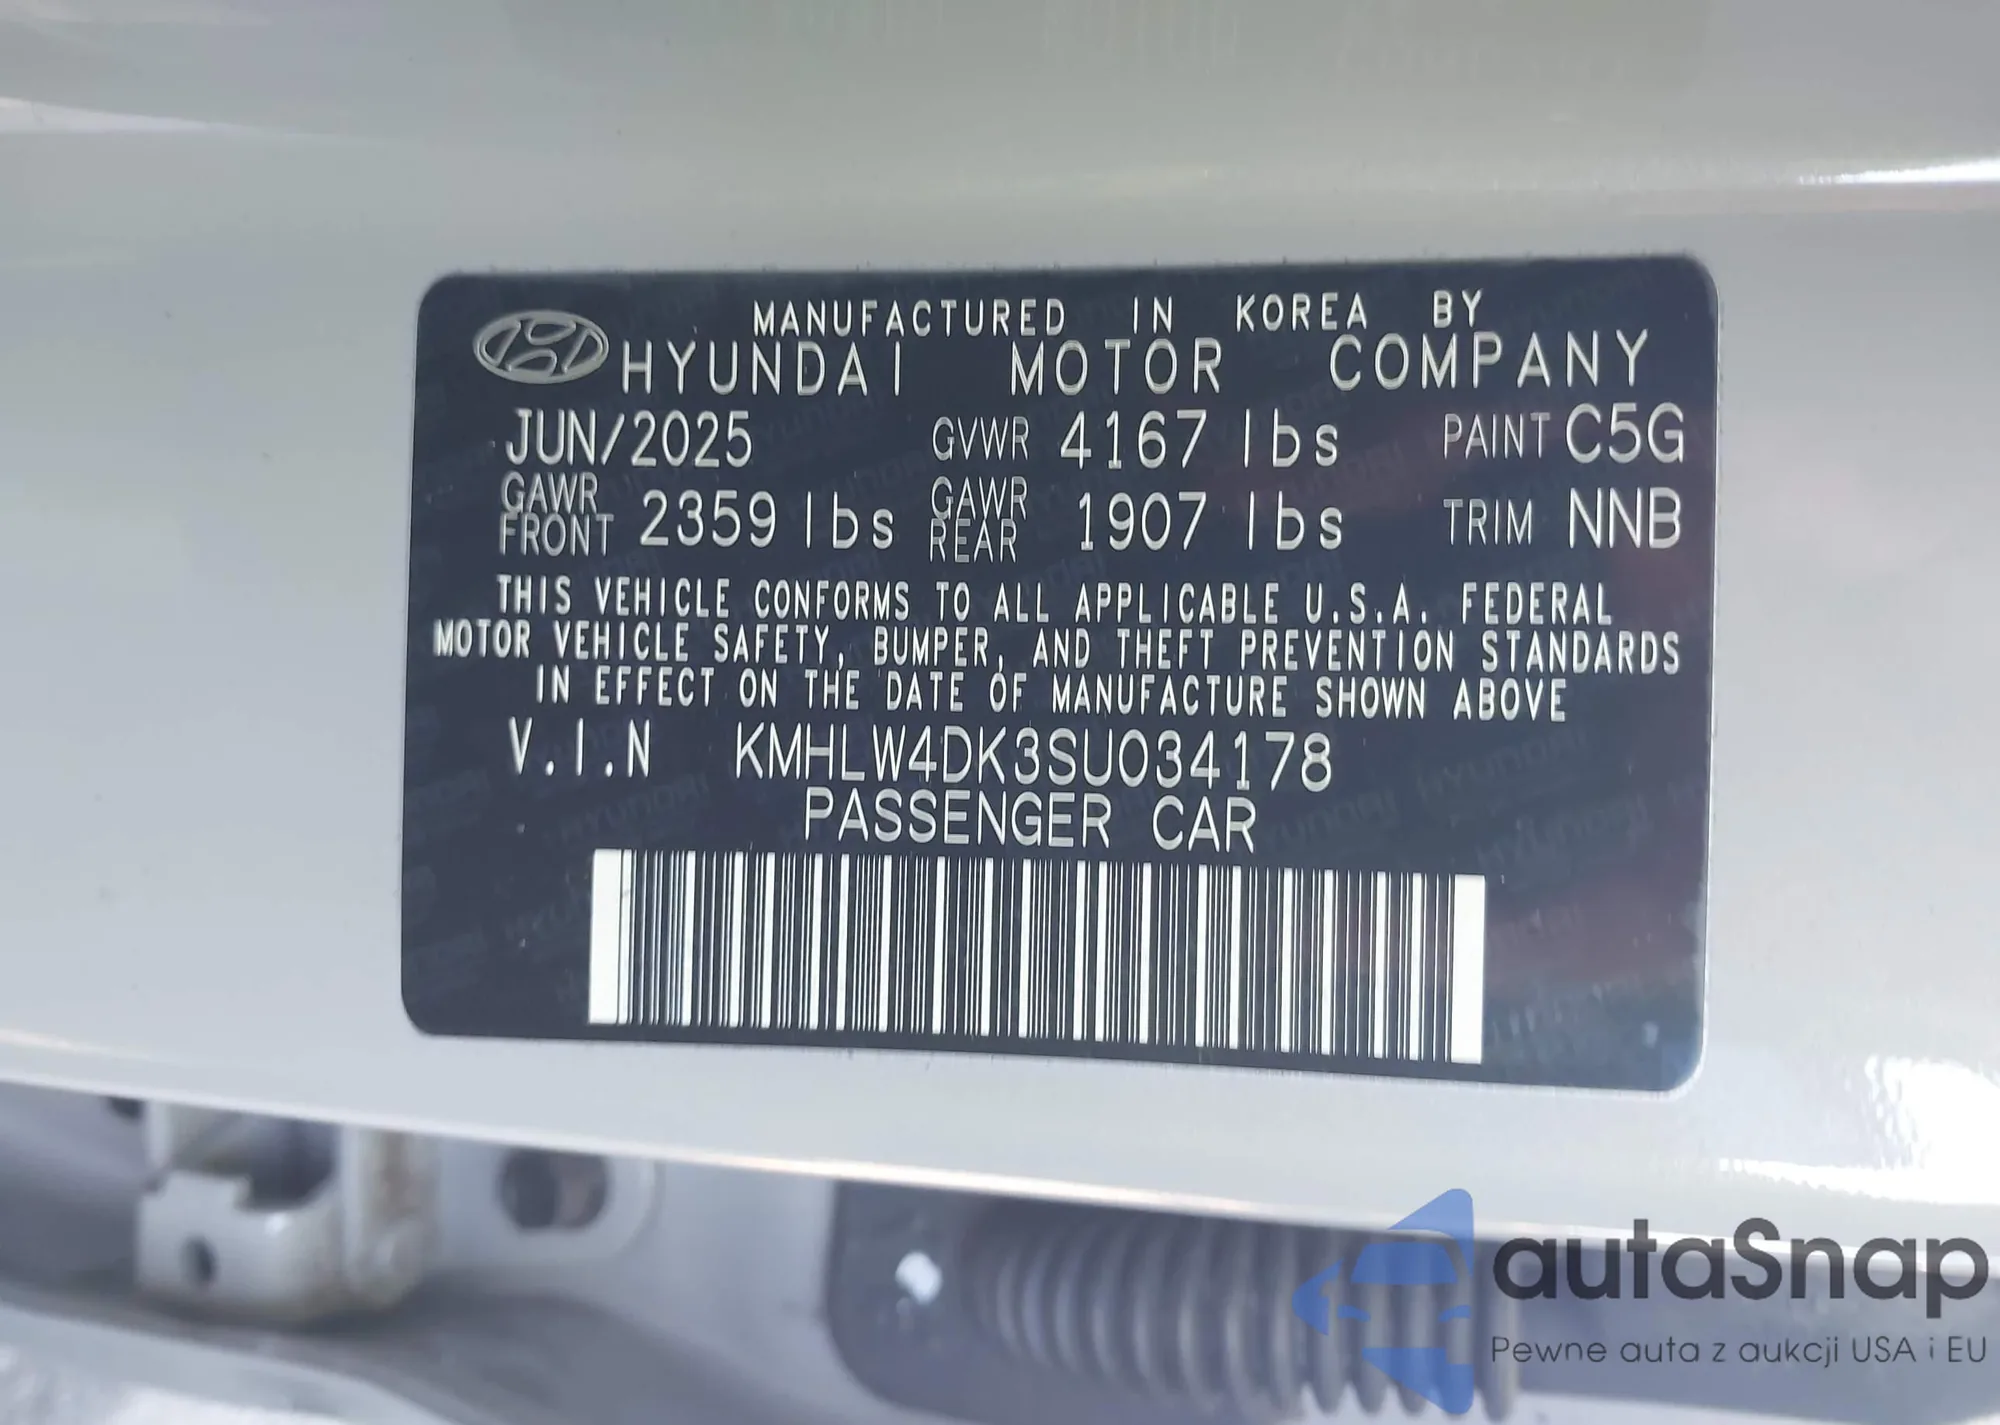 MANUFACTURED IN KOREA BY
HYUNDAI MOTOR COMPANY
JUN/2025 GVWR 4167 lbs PAINT C5G
GAWR FRONT 2359 lbs GAWR REAR 1907 lbs TRIM NNB
THIS VEHICLE CONFORMS TO ALL APPLICABLE U.S.A. FEDERAL
MOTOR VEHICLE SAFETY, BUMPER, AND THEFT PREVENTION STANDARDS
IN EFFECT ON THE DATE OF MANUFACTURE SHOWN ABOVE
V.I.N KMHLW4DK3SU034178
PASSENGER CAR
autaSnap
Pewne auta z aukcji USA i EU